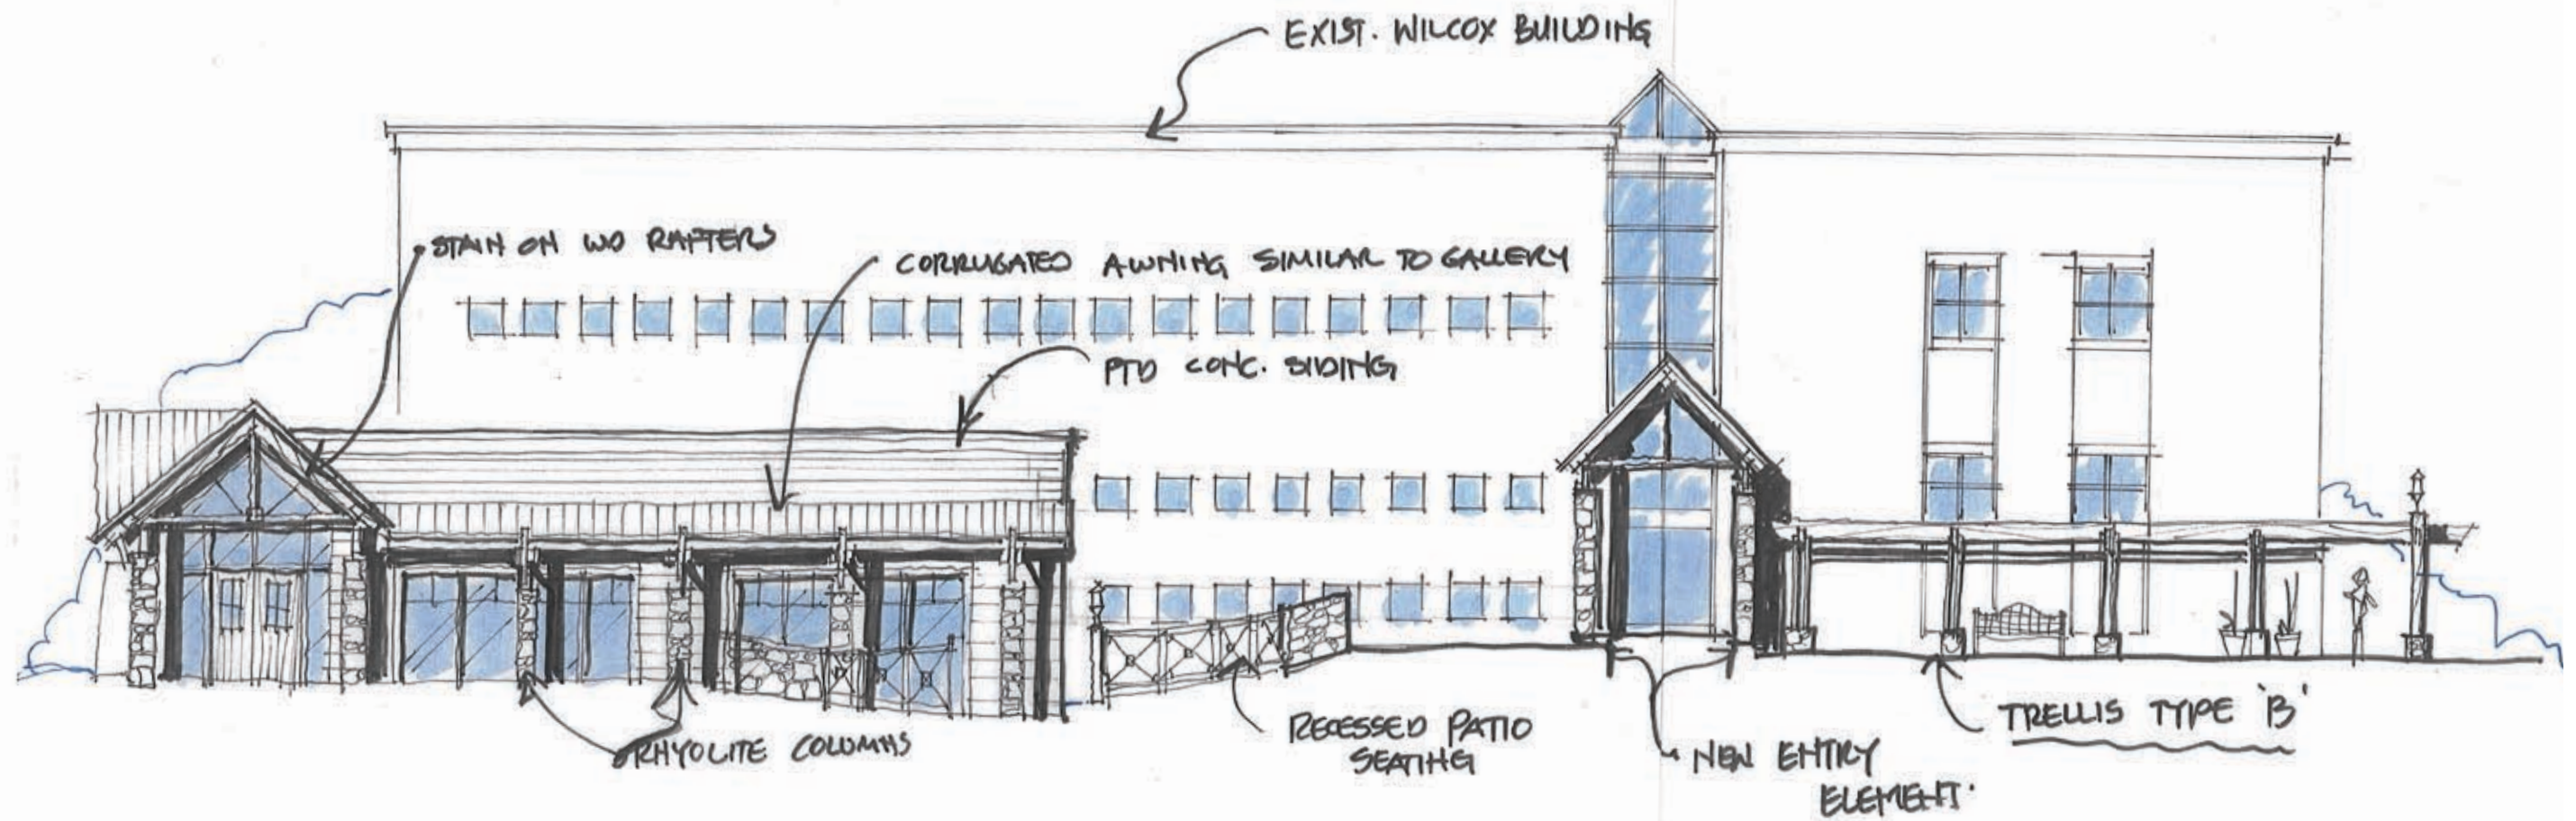 EXIST. WILCOX BUILDING
STAIN ON WD RAFTERS
CORRUGATED AWNING SIMILAR TO GALLERY
PTD CONC. SIDING
RHYOLITE COLUMNS
RECESSED PATIO
SEATING
NEW ENTRY
ELEMENT.
TRELLIS TYPE 'B'